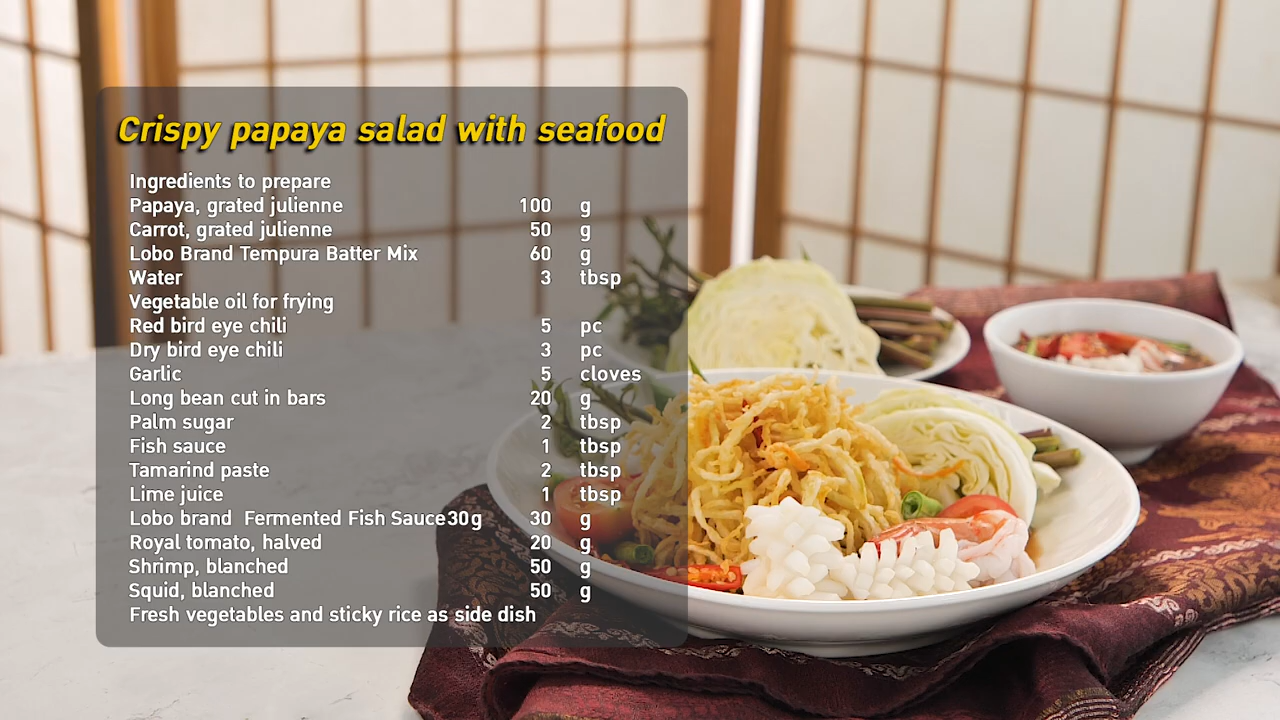 Crispy papaya salad with seafood
Ingredients to prepare
Papaya, grated julienne 100 g
Carrot, grated julienne 50 g
Lobo Brand Tempura Batter Mix 60 g
Water 3 tbsp
Vegetable oil for frying
Red bird eye chili 5 pc
Dry bird eye chili 3 pc
Garlic 5 cloves
Long bean cut in bars 20 g
Palm sugar 2 tbsp
Fish sauce 1 tbsp
Tamarind paste 2 tbsp
Lime juice 1 tbsp
Lobo brand  Fermented Fish Sauce30g 30 g
Royal tomato, halved 20 g
Shrimp, blanched 50 g
Squid, blanched 50 g
Fresh vegetables and sticky rice as side dish